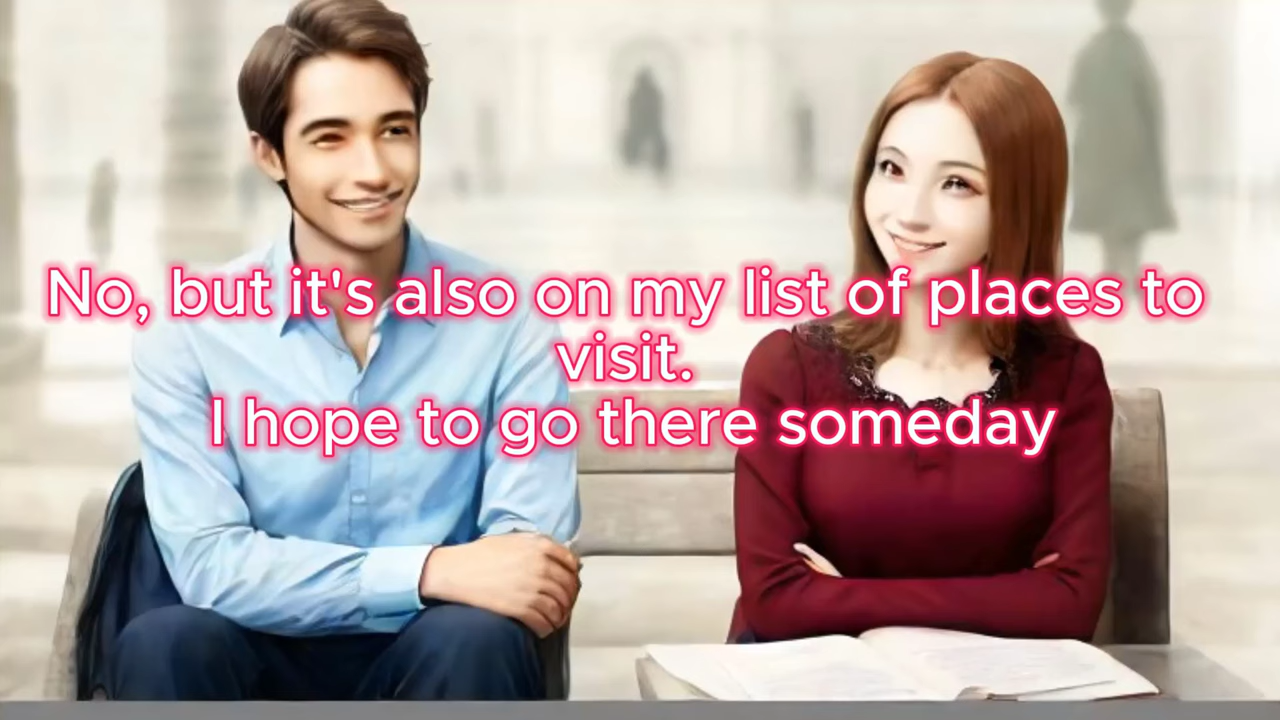 No, but it's also on my list of places to
visit.
I hope to go there someday